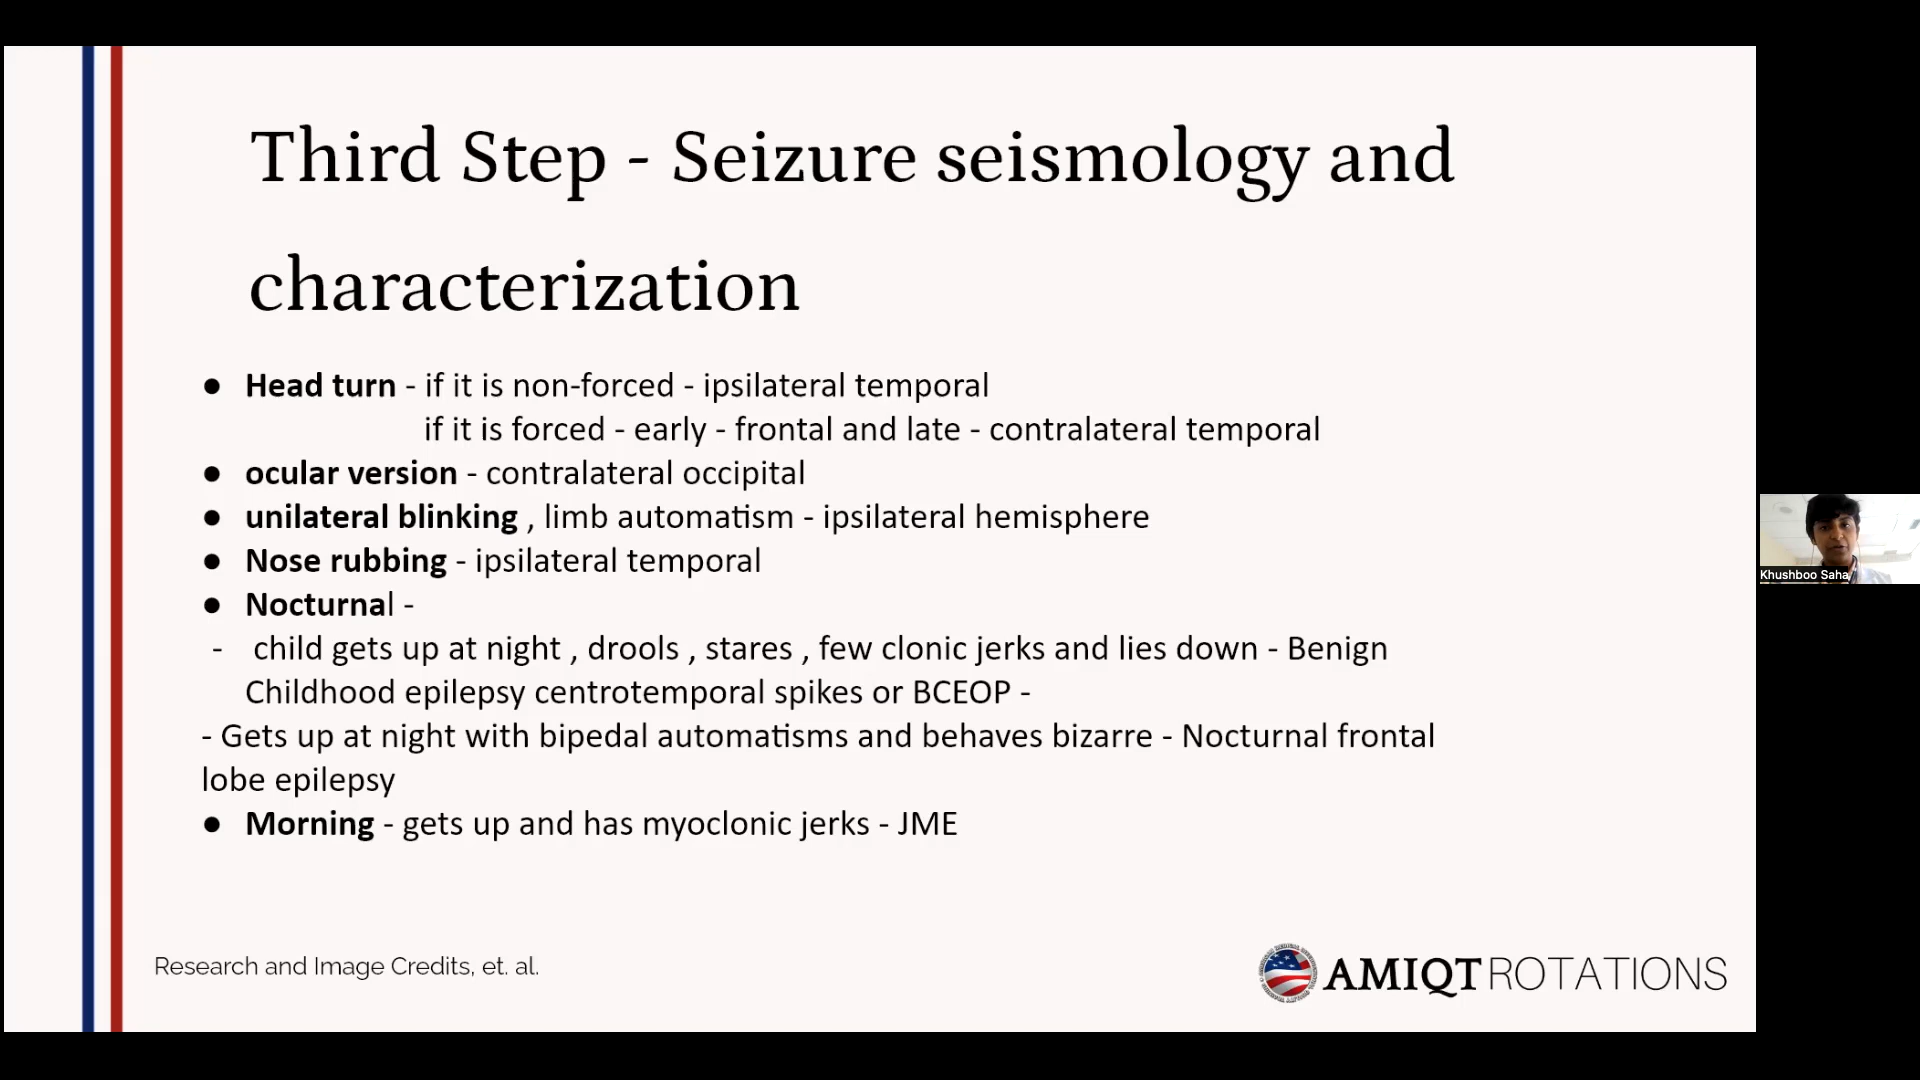 Third Step - Seizure seismology and
characterization
● Head turn - if it is non-forced - ipsilateral temporal
if it is forced - early - frontal and late - contralateral temporal
● ocular version - contralateral occipital
● unilateral blinking , limb automatism - ipsilateral hemisphere
● Nose rubbing - ipsilateral temporal
● Nocturnal -
- child gets up at night , drools , stares , few clonic jerks and lies down - Benign
Childhood epilepsy centrotemporal spikes or BCEOP -
- Gets up at night with bipedal automatisms and behaves bizarre - Nocturnal frontal
lobe epilepsy
● Morning - gets up and has myoclonic jerks - JME
Khushboo Saha
Research and Image Credits, et. al.
AMIQT ROTATIONS